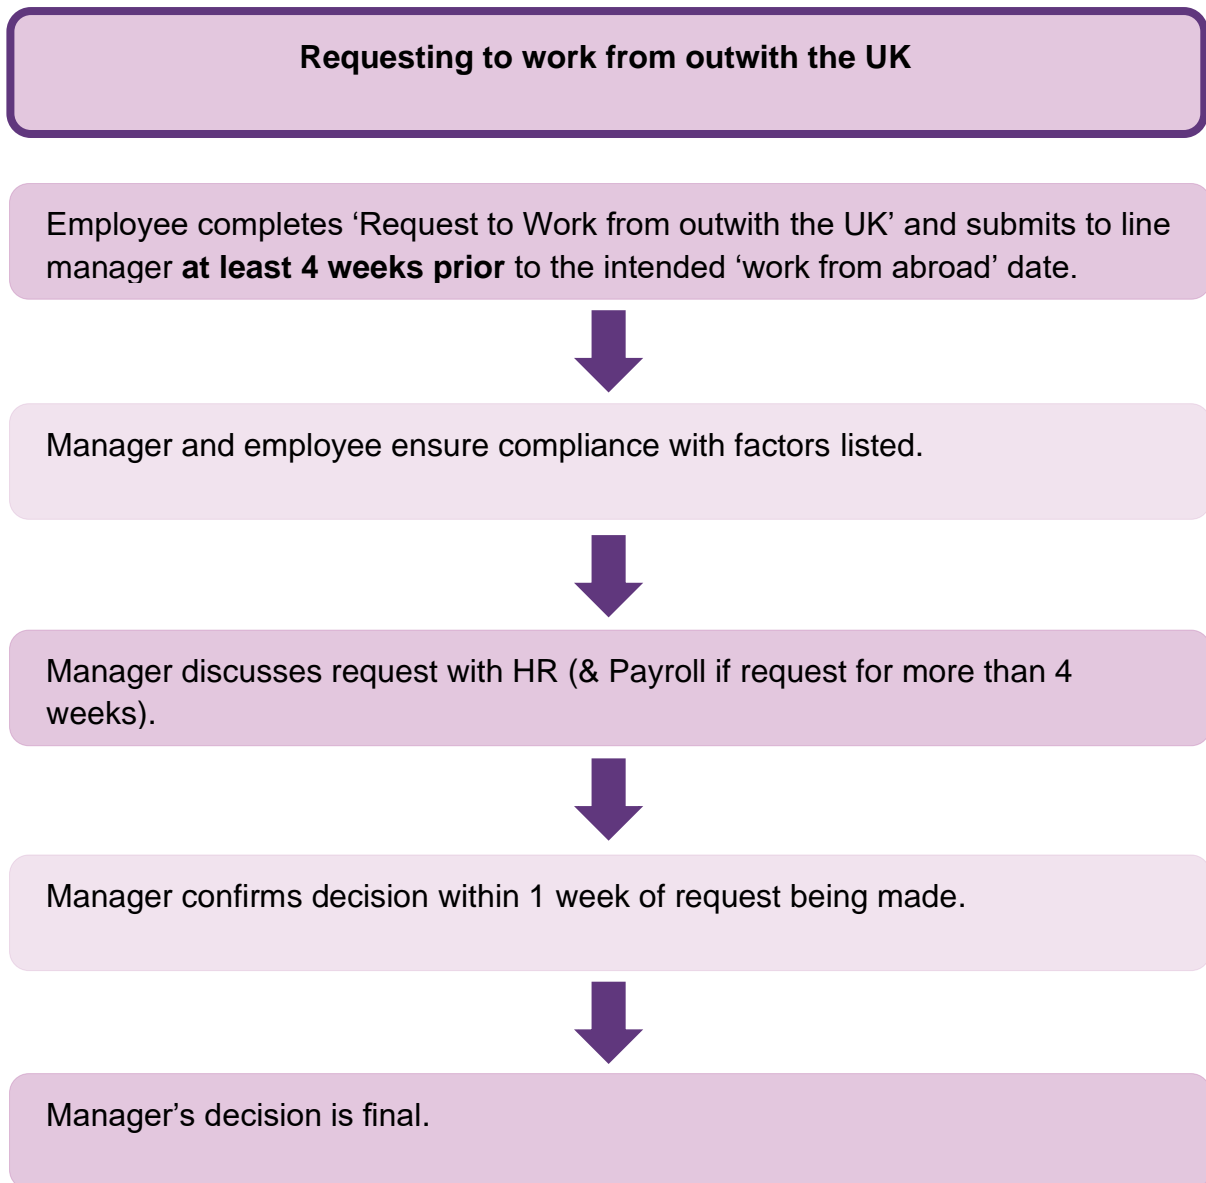 Requesting to work from outwith the UK
Employee completes ‘Request to Work from outwith the UK’ and submits to line
manager at least 4 weeks prior to the intended ‘work from abroad’ date.
Manager and employee ensure compliance with factors listed.
Manager discusses request with HR (& Payroll if request for more than 4
weeks).
Manager confirms decision within 1 week of request being made.
Manager’s decision is final.